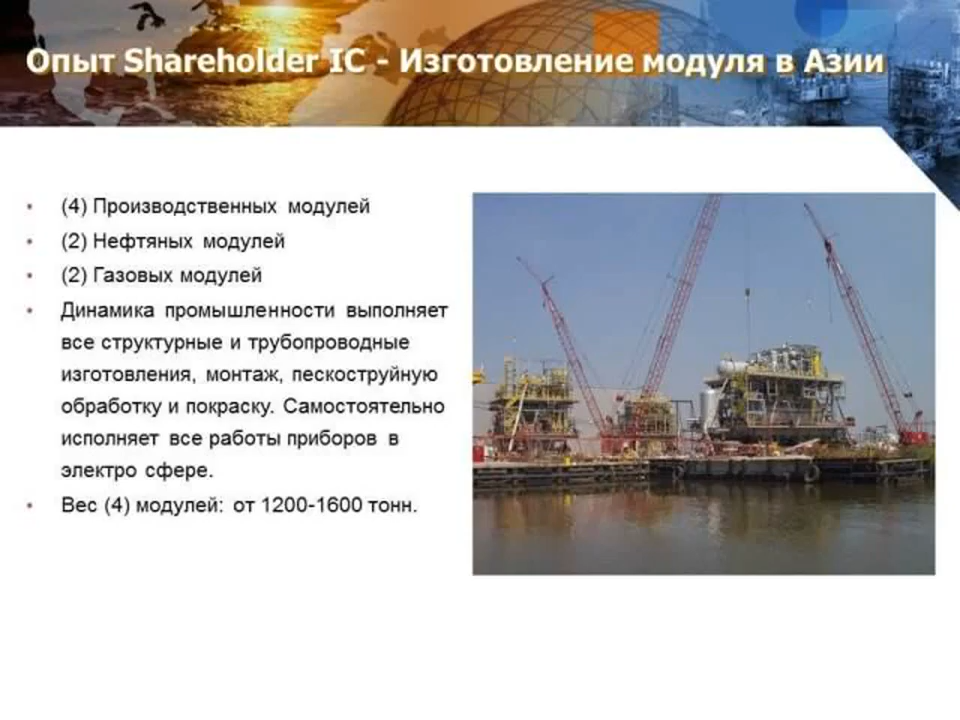 Опыт Shareholder IC - Изготовление модуля в Азии
• (4) Производственных модулей
• (2) Нефтяных модулей
• (2) Газовых модулей
• Динамика промышленности выполняет
все структурные и трубопроводные
изготовления, монтаж, пескоструйную
обработку и покраску. Самостоятельно
исполняет все работы приборов в
электро сфере.
• Вес (4) модулей: от 1200-1600 тонн.